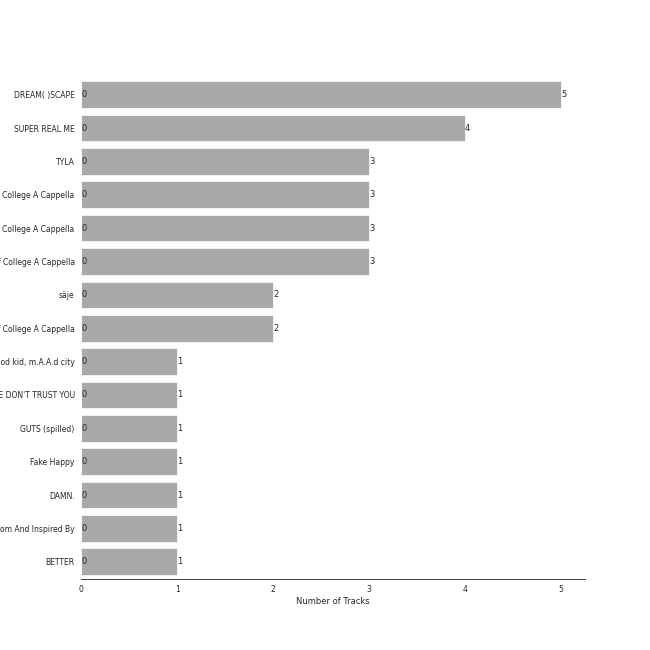 DREAM( )SCAPE 0 5
SUPER REAL ME 0 4
TYLA 0 3
College A Cappella 0 3
College A Cappella 0 3
College A Cappella 0 3
säje 0 2
College A Cappella 0 2
od kid, m.A.A.d city 0 1
E DON'T TRUST YOU 0 1
GUTS (spilled) 0 1
Fake Happy 0 1
DAMN. 0 1
om And Inspired By 0 1
BETTER 0 1
0 1 2 3 4 5
Number of Tracks